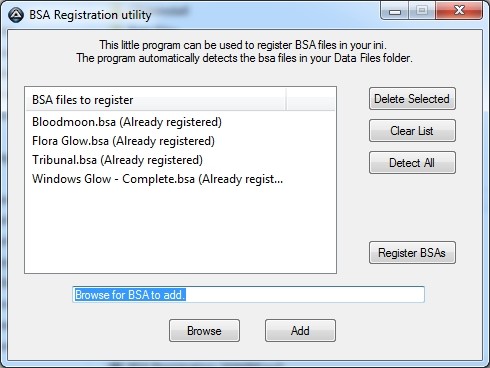 BSA Registration utility
This little program can be used to register BSA files in your ini.
The program automatically detects the bsa files in your Data Files folder.
BSA files to register
Bloodmoon.bsa (Already registered)
Flora Glow.bsa (Already registered)
Tribunal.bsa (Already registered)
Windows Glow - Complete.bsa (Already regist...
Delete Selected
Clear List
Detect All
Register BSAs
Browse for BSA to add.
Browse
Add